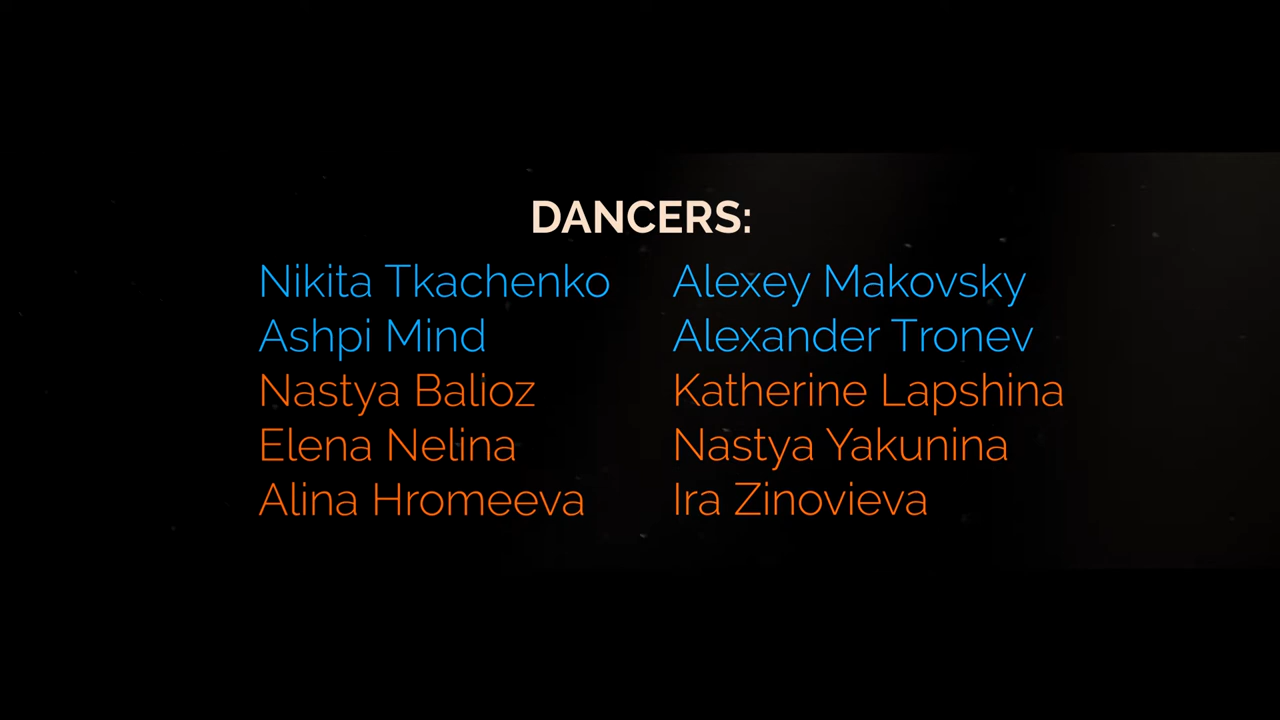 DANCERS:
Nikita Tkachenko
Ashpi Mind
Nastya Balioz
Elena Nelina
Alina Hromeeva
Alexey Makovsky
Alexander Tronev
Katherine Lapshina
Nastya Yakunina
Ira Zinovieva